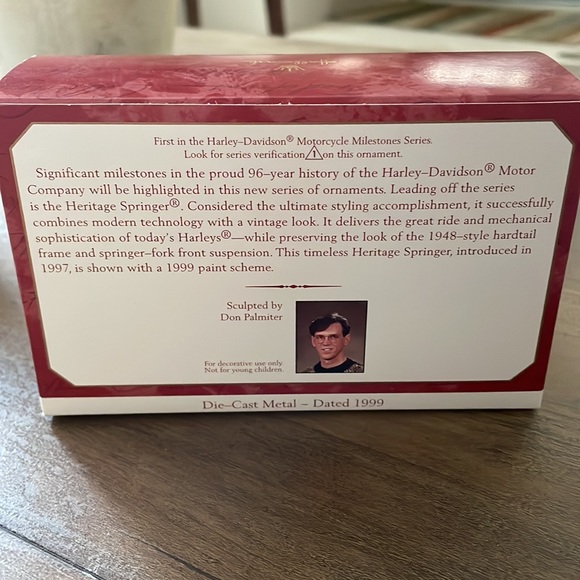 First in the Harley–Davidson® Motorcycle Milestones Series.
Look for series verification 1 on this ornament.
Significant milestones in the proud 96–year history of the Harley–Davidson® Motor
Company will be highlighted in this new series of ornaments. Leading off the series
is the Heritage Springer®. Considered the ultimate styling accomplishment, it successfully
combines modern technology with a vintage look. It delivers the great ride and mechanical
sophistication of today's Harleys®—while preserving the look of the 1948–style hardtail
frame and springer–fork front suspension. This timeless Heritage Springer, introduced in
1997, is shown with a 1999 paint scheme.
Sculpted by
Don Palmiter
For decorative use only.
Not for young children.
Die–Cast Metal – Dated 1999